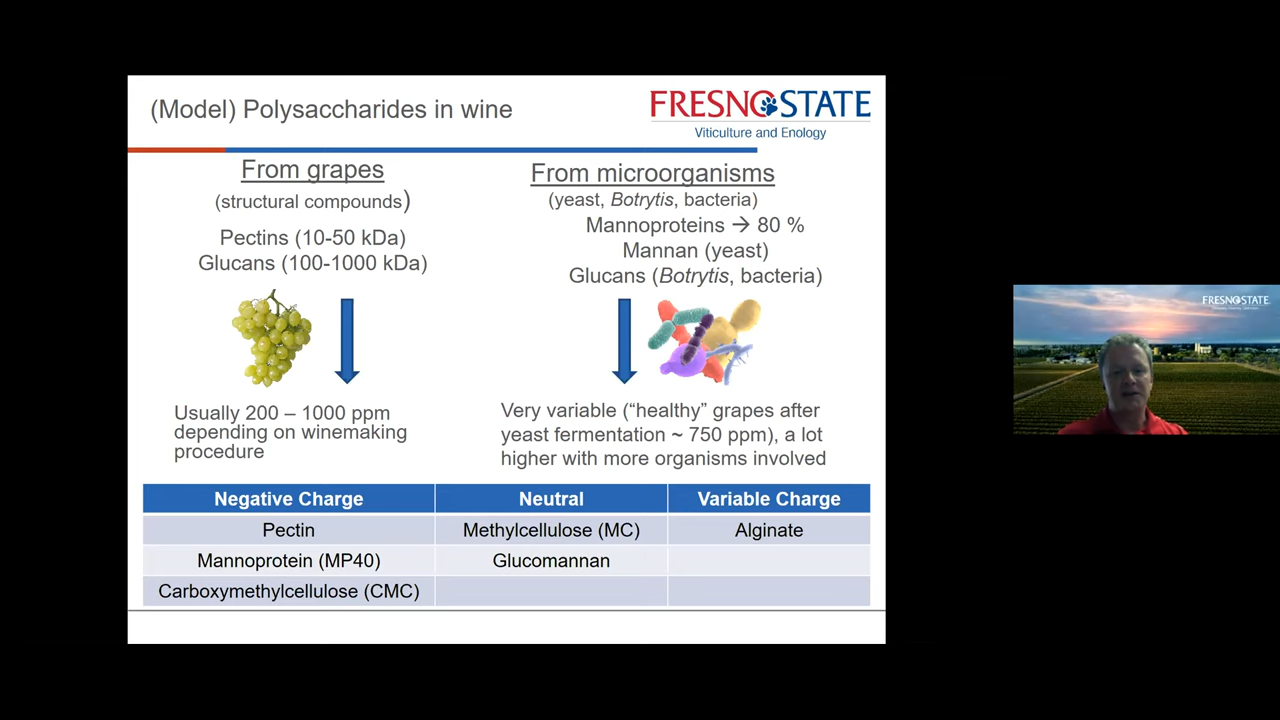 (Model) Polysaccharides in wine
FRESNO STATE
Viticulture and Enology
From grapes
(structural compounds)
Pectins (10-50 kDa)
Glucans (100-1000 kDa)
Usually 200 – 1000 ppm
depending on winemaking
procedure
From microorganisms
(yeast, Botrytis, bacteria)
Mannoproteins → 80 %
Mannan (yeast)
Glucans (Botrytis, bacteria)
Very variable (“healthy” grapes after
yeast fermentation ~ 750 ppm), a lot
higher with more organisms involved
Negative Charge Neutral Variable Charge
Pectin Methylcellulose (MC) Alginate
Mannoprotein (MP40) Glucomannan
Carboxymethylcellulose (CMC)
FRESNO STATE